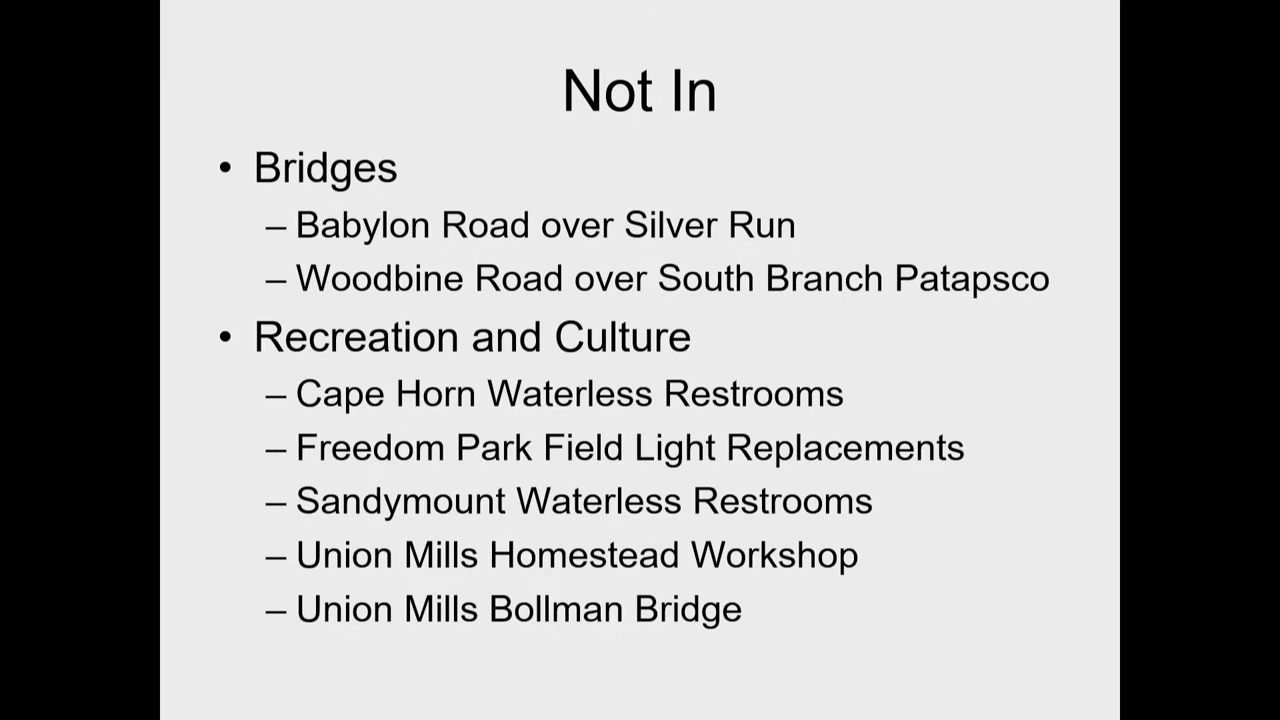 Not In
• Bridges
– Babylon Road over Silver Run
– Woodbine Road over South Branch Patapsco
• Recreation and Culture
– Cape Horn Waterless Restrooms
– Freedom Park Field Light Replacements
– Sandymount Waterless Restrooms
– Union Mills Homestead Workshop
– Union Mills Bollman Bridge